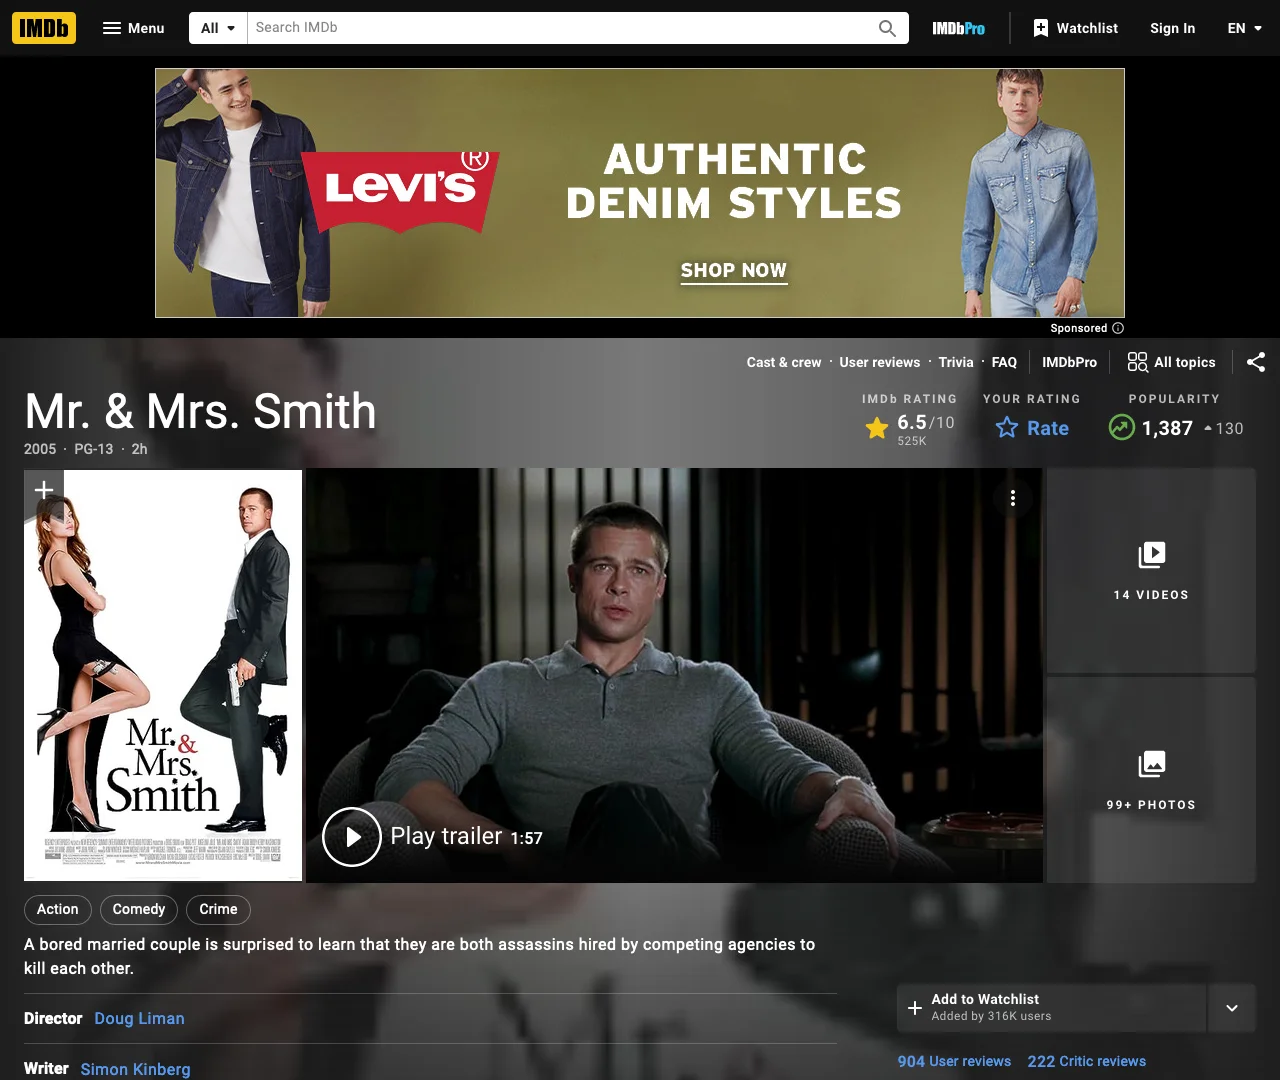 IMDb
Menu
All
Search IMDb
IMDbPro
Watchlist
Sign In
EN
LEVI'S®
AUTHENTIC
DENIM STYLES
SHOP NOW
Sponsored
Cast & crew · User reviews · Trivia · FAQ
IMDbPro
All topics
Mr. & Mrs. Smith
2005 · PG-13 · 2h
IMDb RATING
6.5/10
525K
YOUR RATING
Rate
POPULARITY
1,387
130
Mr. &
Mrs.
Smith
Play trailer 1:57
14 VIDEOS
99+ PHOTOS
Action
Comedy
Crime
A bored married couple is surprised to learn that they are both assassins hired by competing agencies to
kill each other.
Director Doug Liman
Writer Simon Kinberg
Add to Watchlist
Added by 316K users
904 User reviews
222 Critic reviews